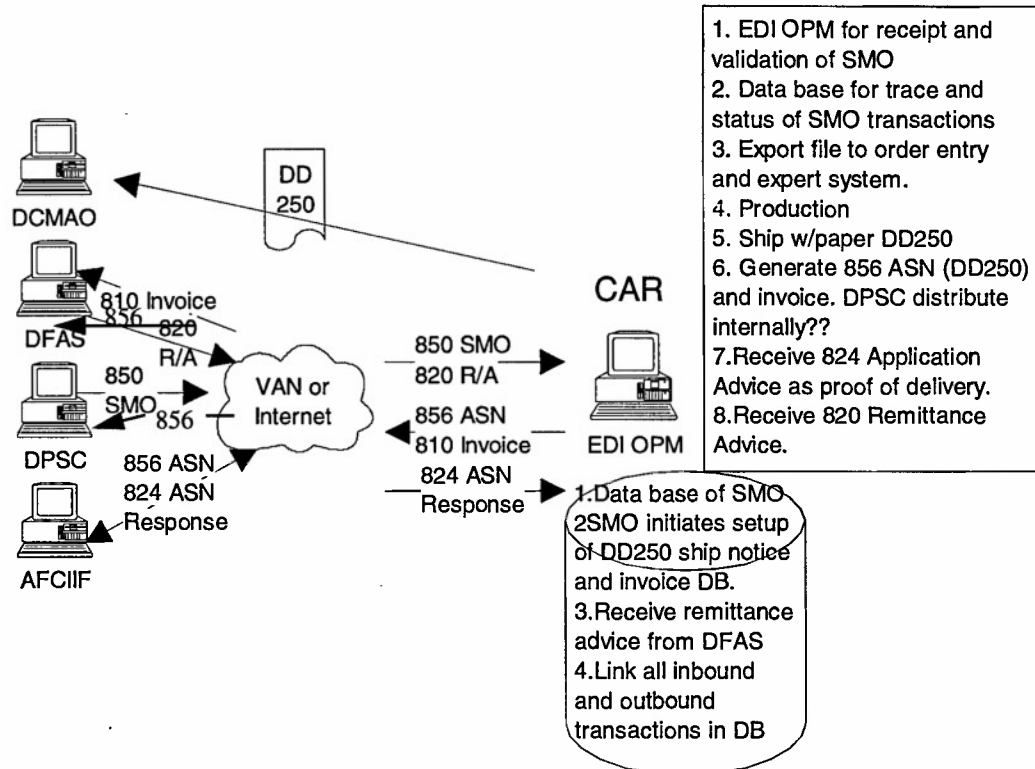 1. EDI OPM for receipt and
validation of SMO
2. Data base for trace and
status of SMO transactions
3. Export file to order entry
and expert system.
4. Production
5. Ship w/paper DD250
6. Generate 856 ASN (DD250)
and invoice. DPSC distribute
internally??
7.Receive 824 Application
Advice as proof of delivery.
8.Receive 820 Remittance
Advice.
DD
250
DCMAO
810 Invoice
856
820
R/A
DFAS
850
SMO
856
DPSC
856 ASN
824 ASN
Response
AFCIIF
VAN or
Internet
850 SMO
820 R/A
856 ASN
810 Invoice
824 ASN
Response
CAR
EDI OPM
1.Data base of SMO
2SMO initiates setup
of DD250 ship notice
and invoice DB.
3.Receive remittance
advice from DFAS
4.Link all inbound
and outbound
transactions in DB